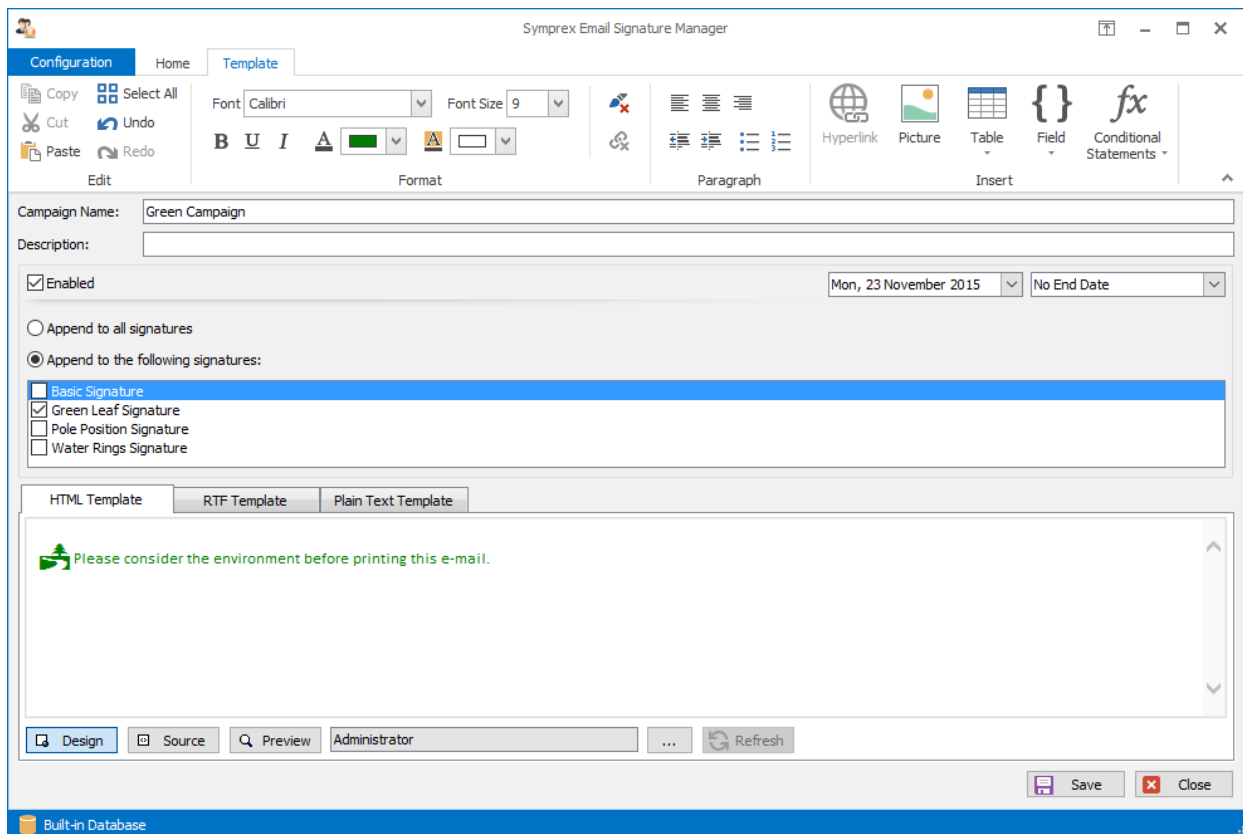 Symprex Email Signature Manager
Configuration Home Template
Copy Select All
Cut Undo
Paste Redo
Edit
Font Calibri Font Size 9
B U I A A
Format
Paragraph
Hyperlink Picture Table { } Field fx Conditional Statements
Insert
Campaign Name: Green Campaign
Description:
Enabled Mon, 23 November 2015 No End Date
Append to all signatures
Append to the following signatures:
Basic Signature
Green Leaf Signature
Pole Position Signature
Water Rings Signature
HTML Template RTF Template Plain Text Template
Please consider the environment before printing this e-mail.
Design Source Preview Administrator ... Refresh
Save Close
Built-in Database